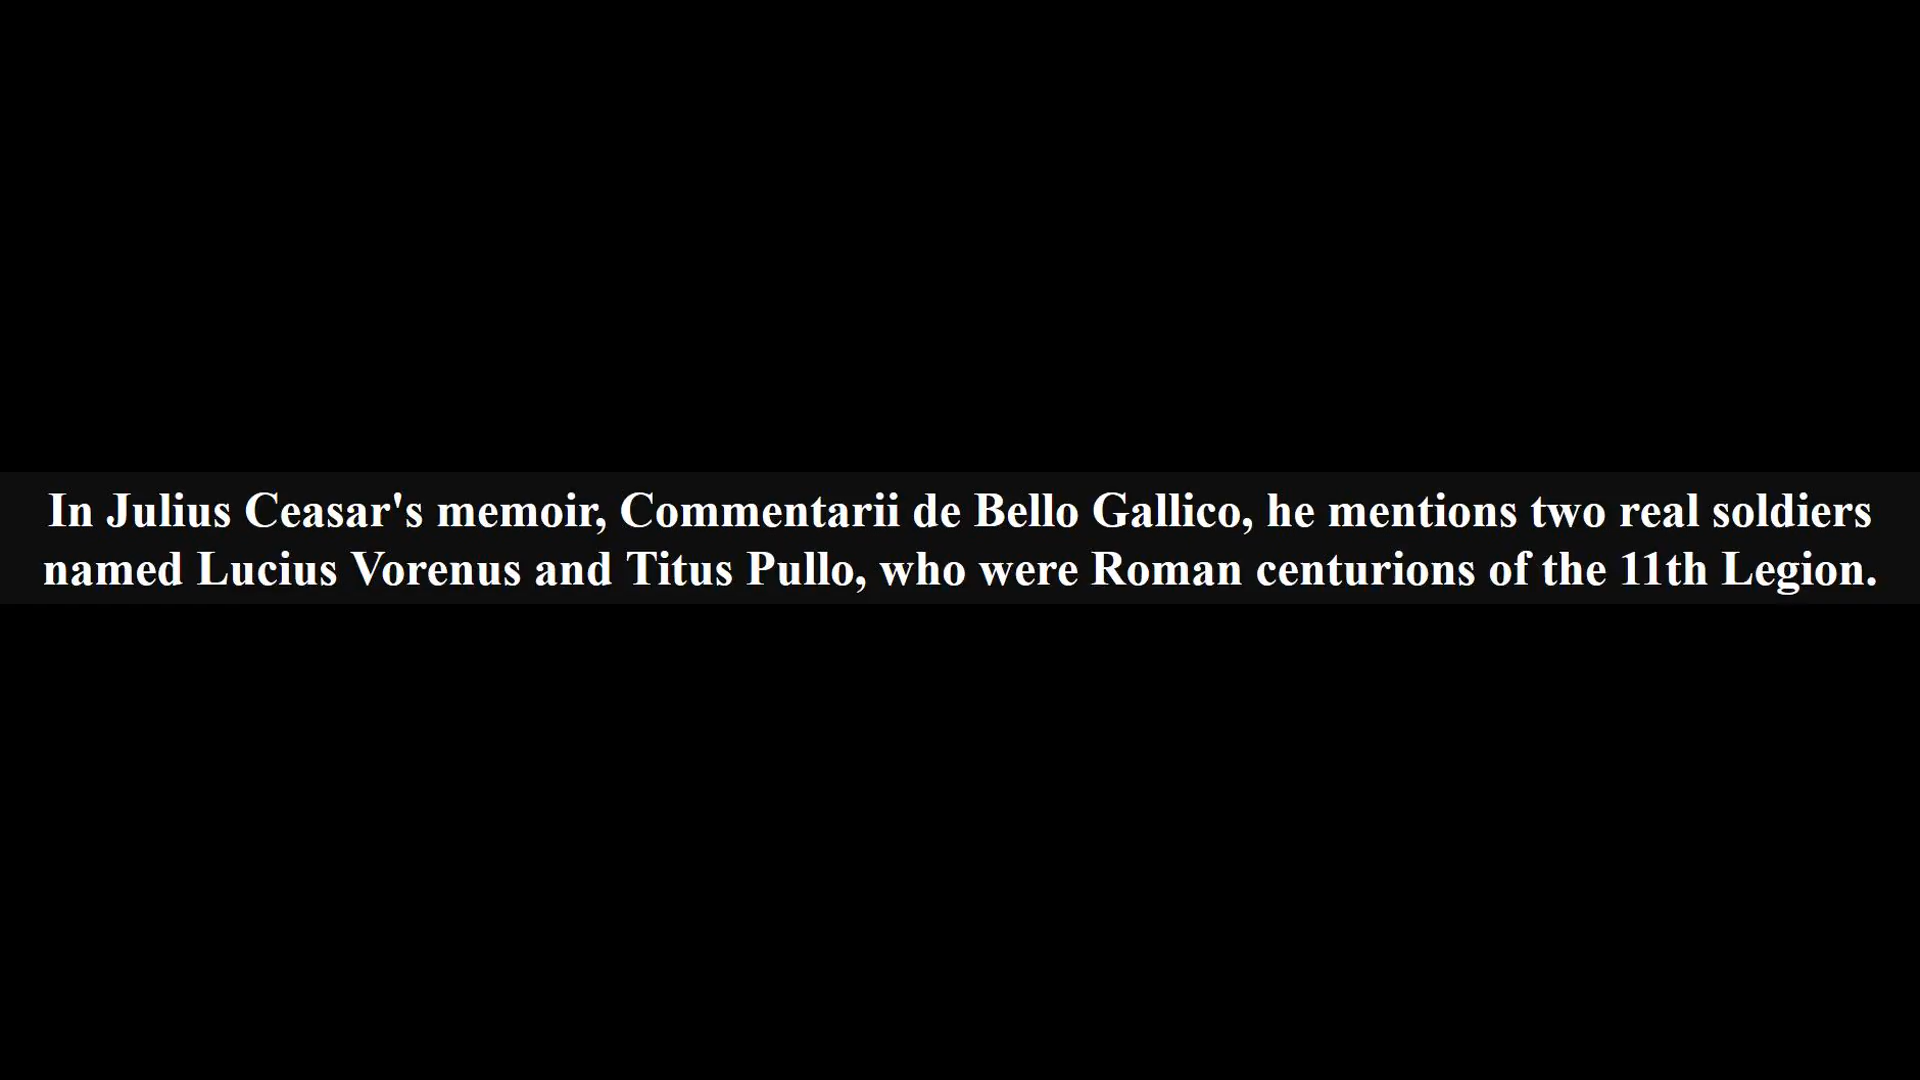 In Julius Ceasar's memoir, Commentarii de Bello Gallico, he mentions two real soldiers
named Lucius Vorenus and Titus Pullo, who were Roman centurions of the 11th Legion.